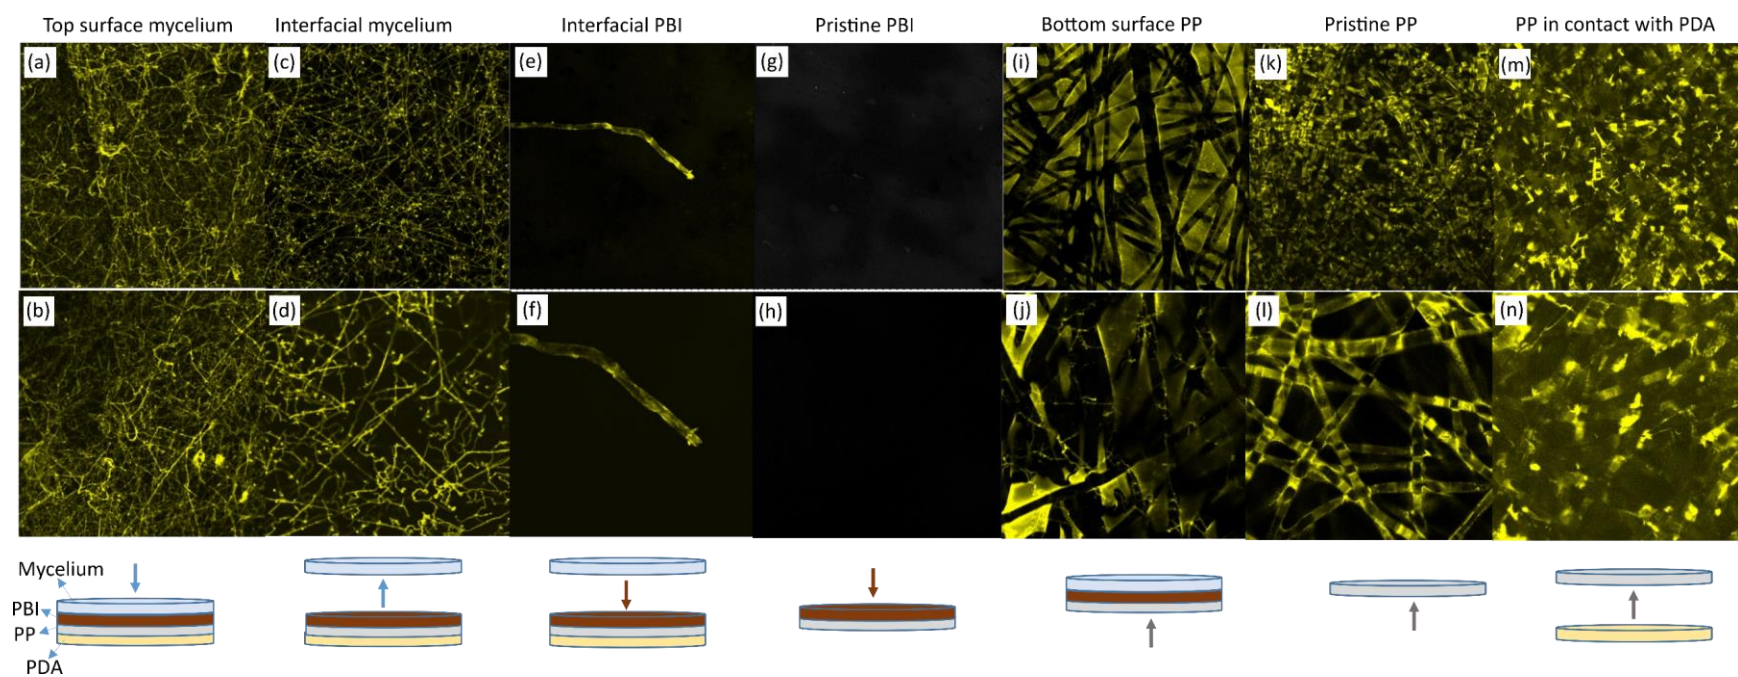 Top surface mycelium
Interfacial mycelium
Interfacial PBI
Pristine PBI
Bottom surface PP
Pristine PP
PP in contact with PDA
(a)
(c)
(e)
(g)
(i)
(k)
(m)
(b)
(d)
(f)
(h)
(j)
(l)
(n)
Mycelium
PBI
PP
PDA